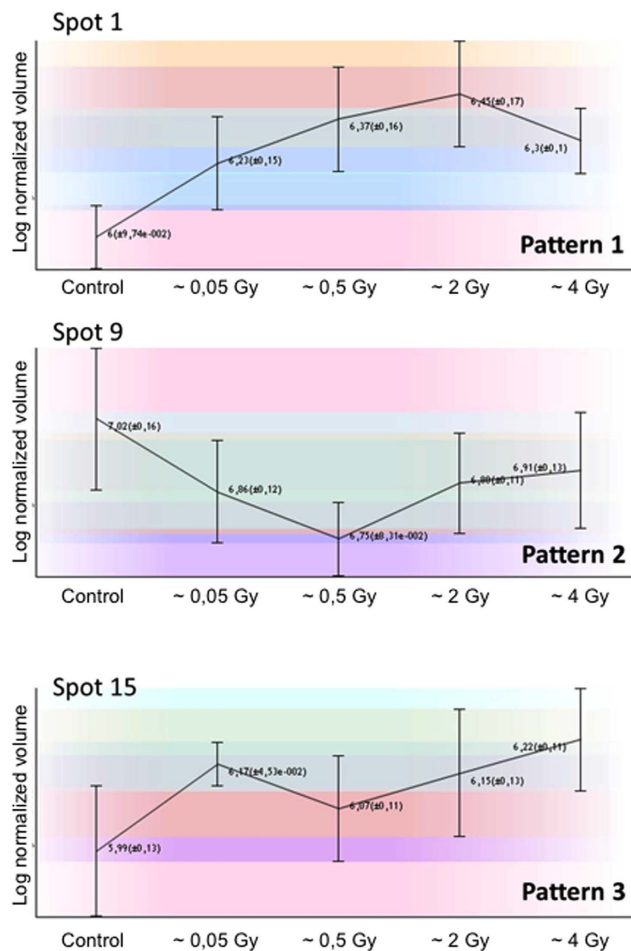 Spot 1
Log normalized volume
6(±9,74e-002)
6,23(±0,15)
6,37(±0,16)
6,45(±0,17)
6,3(±0,1)
Pattern 1
Control ~ 0,05 Gy ~ 0,5 Gy ~ 2 Gy ~ 4 Gy
Spot 9
Log normalized volume
7,02(±0,16)
6,86(±0,12)
6,75(±8,31e-002)
6,88(±0,11)
6,91(±0,13)
Pattern 2
Control ~ 0,05 Gy ~ 0,5 Gy ~ 2 Gy ~ 4 Gy
Spot 15
Log normalized volume
5,99(±0,13)
6,17(±4,53e-002)
6,07(±0,11)
6,15(±0,13)
6,22(±0,11)
Pattern 3
Control ~ 0,05 Gy ~ 0,5 Gy ~ 2 Gy ~ 4 Gy